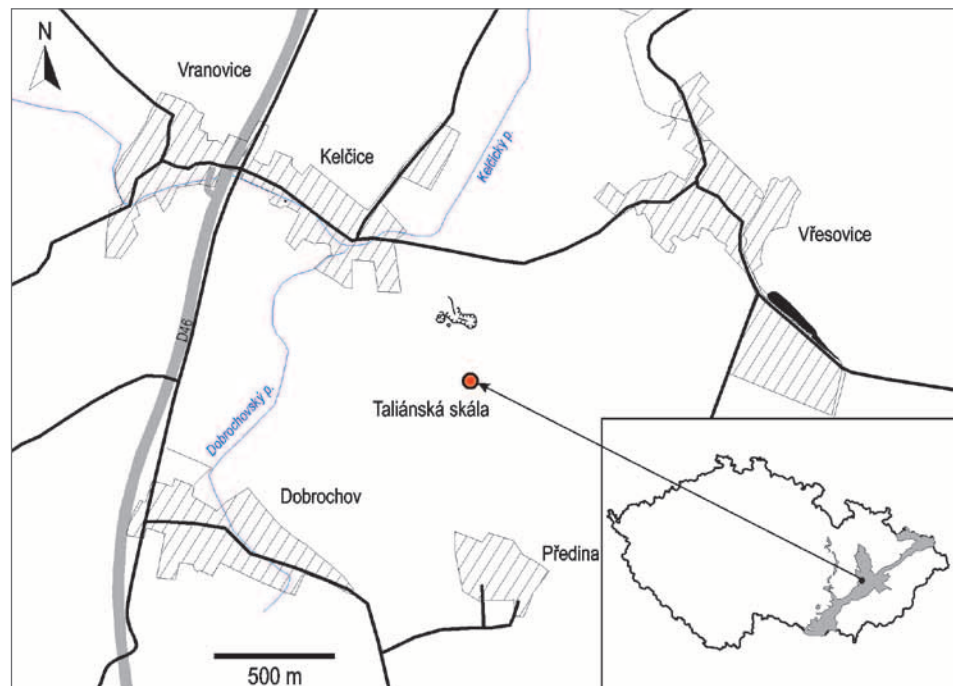 N
Vranovice
Kelčice
Kelčický p.
Vřesovice
D46
Taliánská skála
Dobrochovský p.
Dobrochov
Předina
500 m